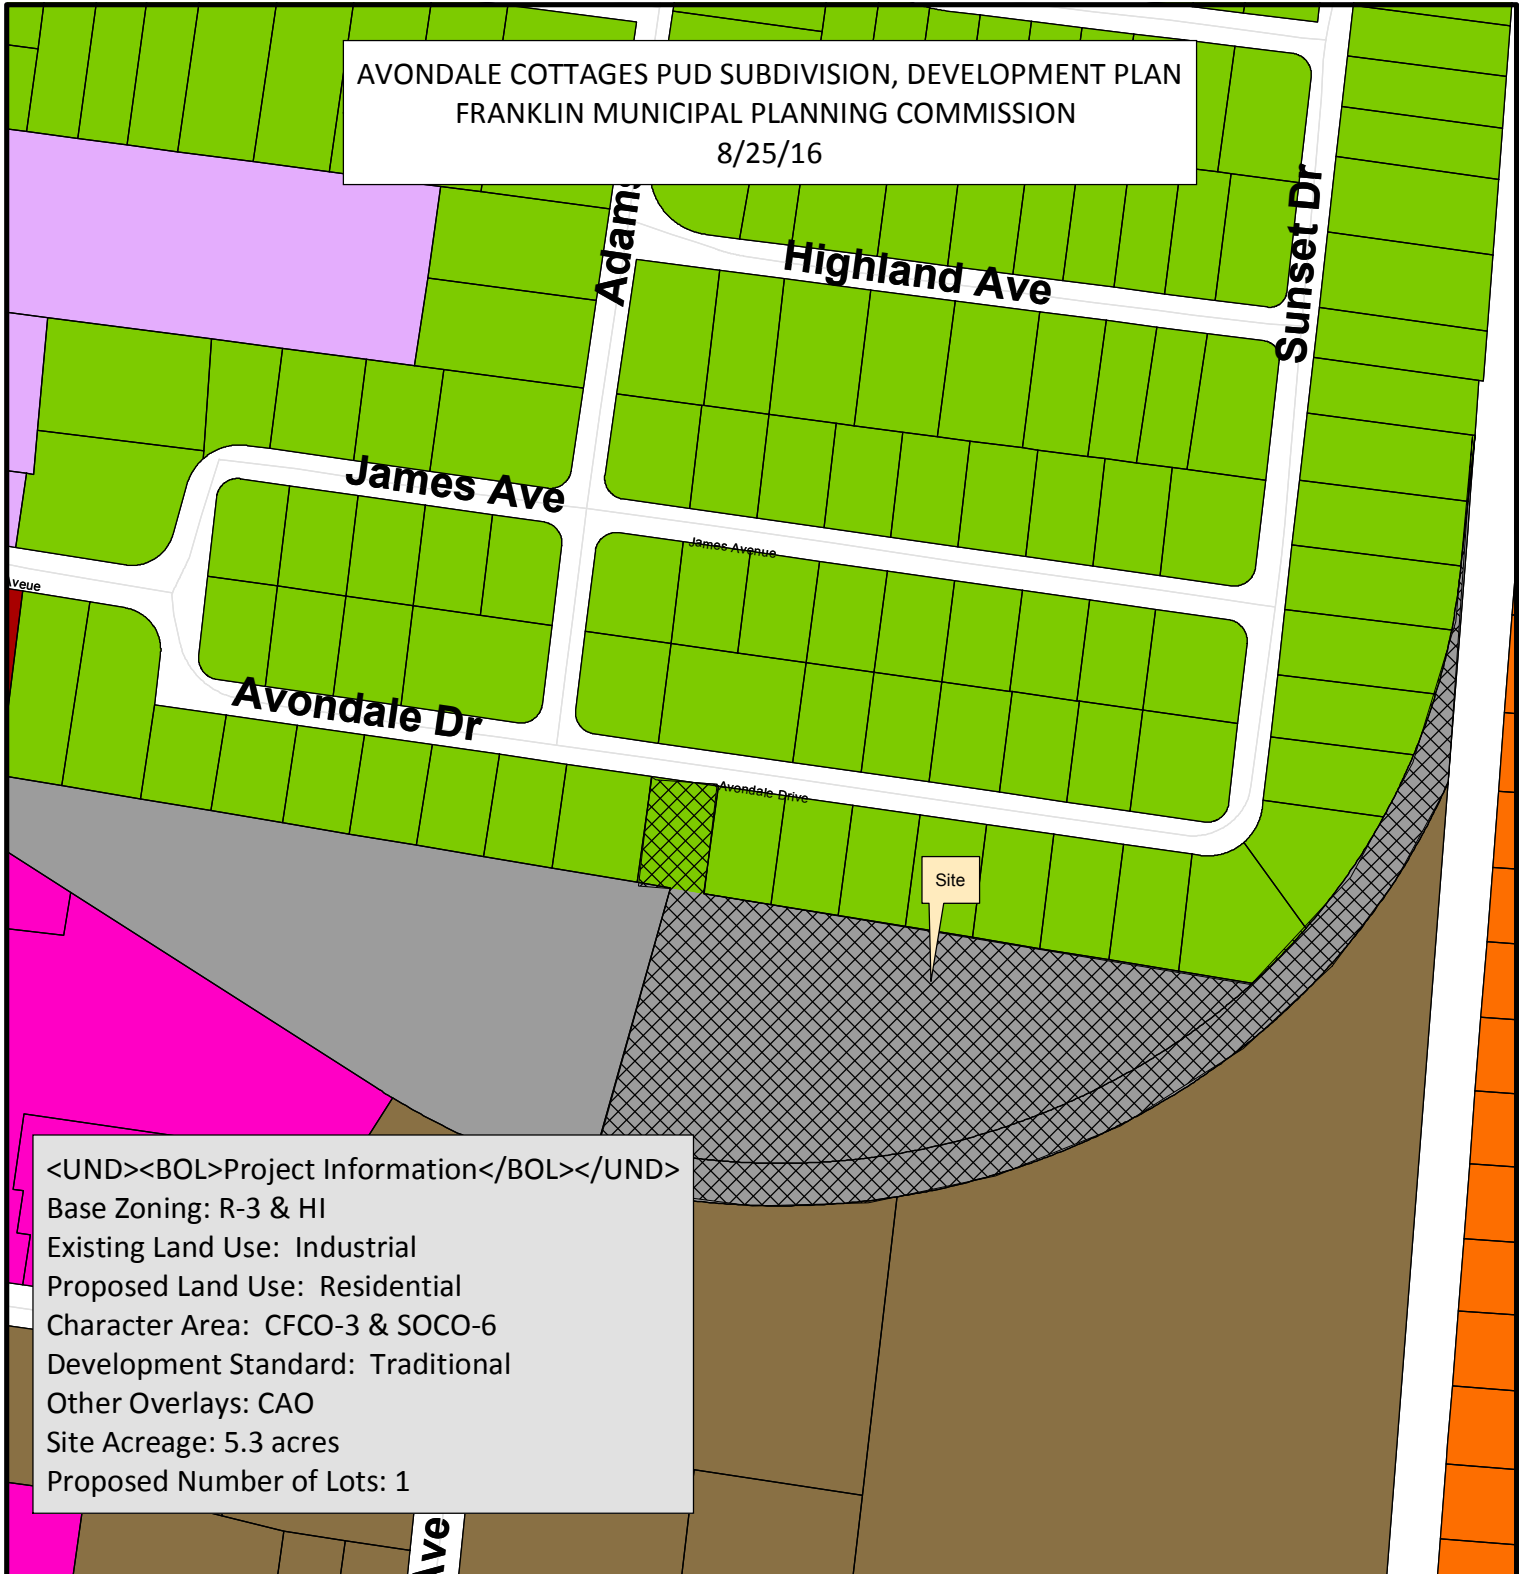 AVONDALE COTTAGES PUD SUBDIVISION, DEVELOPMENT PLAN
FRANKLIN MUNICIPAL PLANNING COMMISSION
8/25/16
Adams
Highland Ave
Sunset Dr
James Ave
James Avenue
Aveue
Avondale Dr
Avondale Drive
Site
<UND><BOL>Project Information</BOL></UND>
Base Zoning: R-3 & HI
Existing Land Use: Industrial
Proposed Land Use: Residential
Character Area: CFCO-3 & SOCO-6
Development Standard: Traditional
Other Overlays: CAO
Site Acreage: 5.3 acres
Proposed Number of Lots: 1
Ave